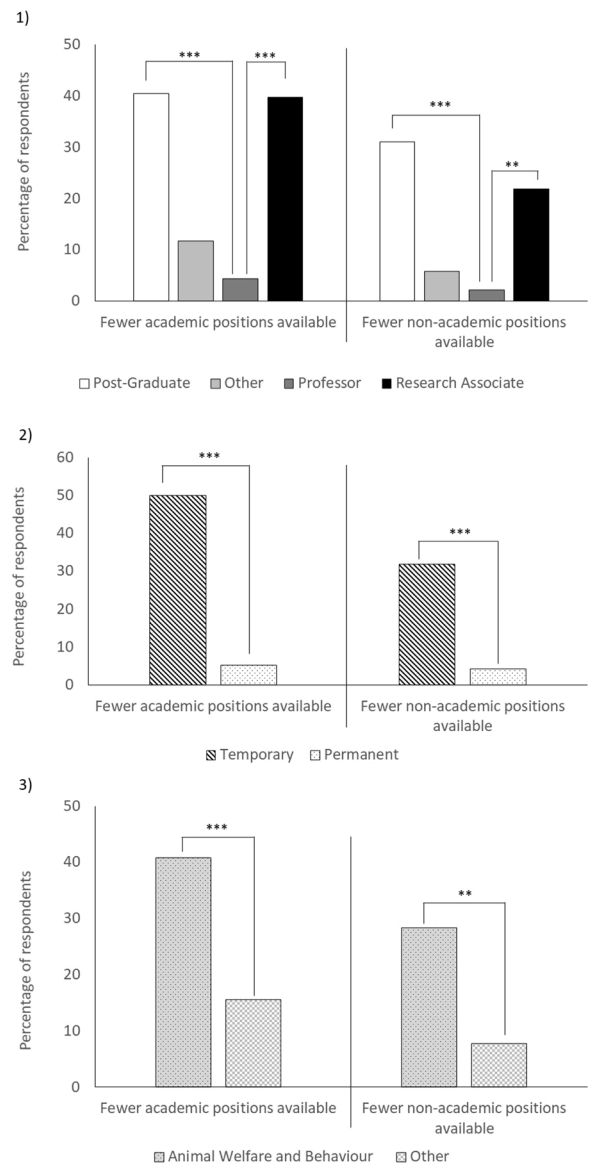 1)
Percentage of respondents
50
40
30
20
10
0
***
***
***
**
Fewer academic positions available
Fewer non-academic positions
available
Post-Graduate
Other
Professor
Research Associate
2)
Percentage of respondents
60
50
40
30
20
10
0
***
***
Fewer academic positions available
Fewer non-academic positions
available
Temporary
Permanent
3)
Percentage of respondents
50
40
30
20
10
0
***
**
Fewer academic positions available
Fewer non-academic positions
available
Animal Welfare and Behaviour
Other